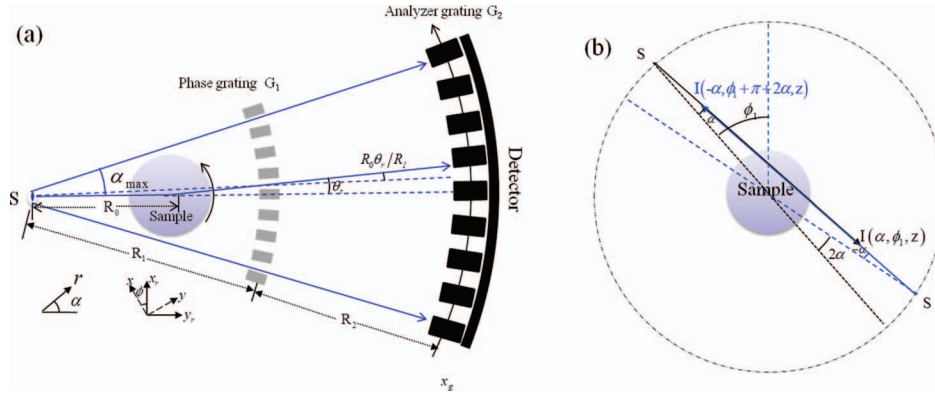 (a)
Analyzer grating G₂
Phase grating G₁
α max
R₀θᵣ/R₁
θᵣ
S
R₀
Sample
Detector
R₁
R₂
r
α
x
xᵣ
ϕ
y
yᵣ
x_g
(b)
S
I(-α,ϕ₁+π-2α,z)
α
ϕ₁
Sample
I(α,ϕ₁,z)
2α
S